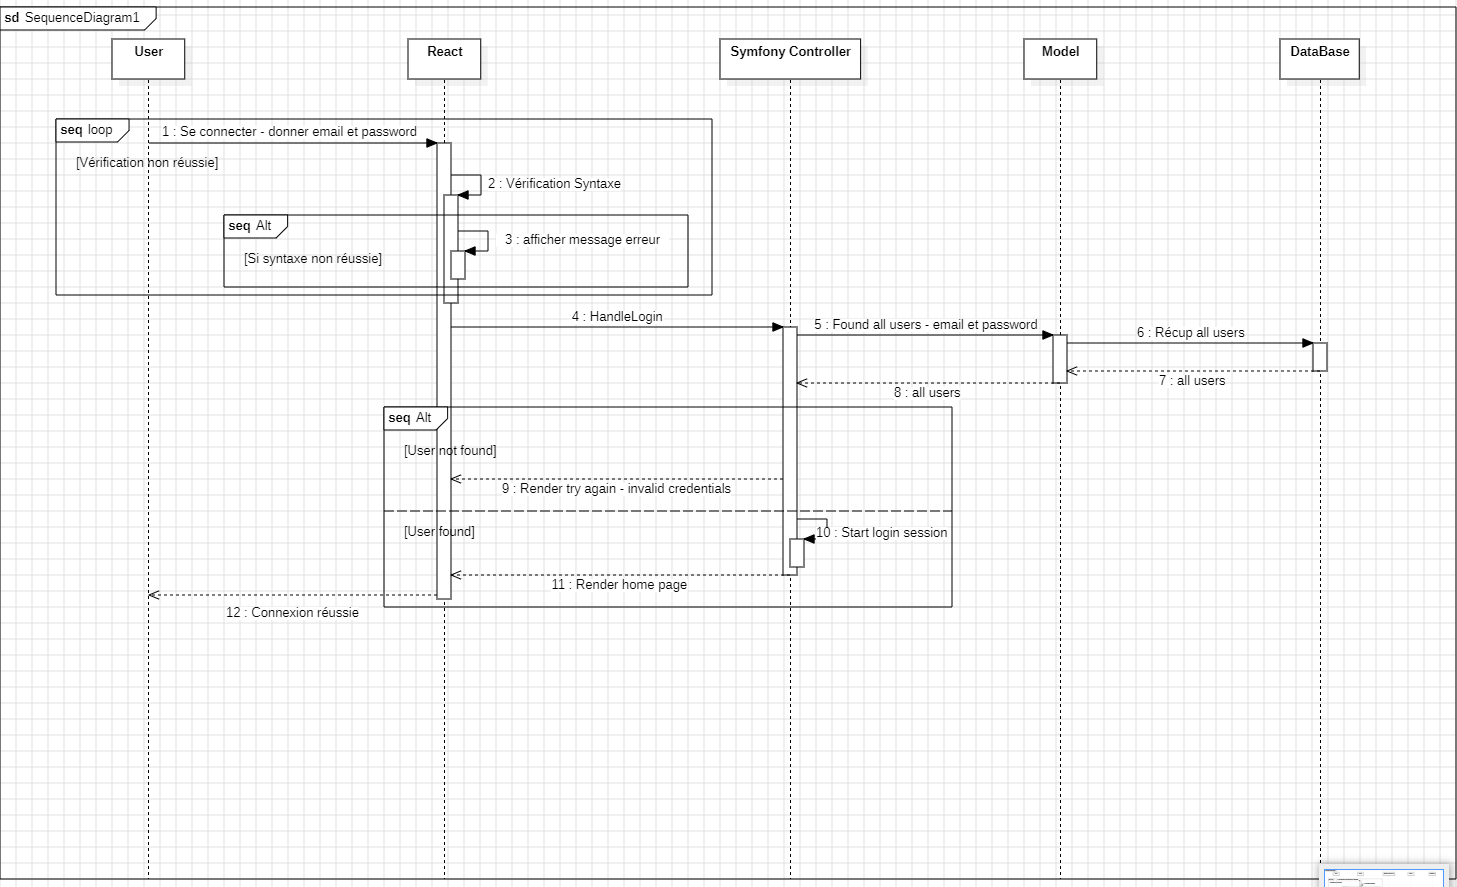 sd SequenceDiagram1
User
React
Symfony Controller
Model
DataBase
seq loop
1 : Se connecter - donner email et password
[Vérification non réussie]
2 : Vérification Syntaxe
seq Alt
3 : afficher message erreur
[Si syntaxe non réussie]
4 : HandleLogin
5 : Found all users - email et password
6 : Récup all users
7 : all users
8 : all users
seq Alt
[User not found]
9 : Render try again - invalid credentials
[User found]
10 : Start login session
11 : Render home page
12 : Connexion réussie